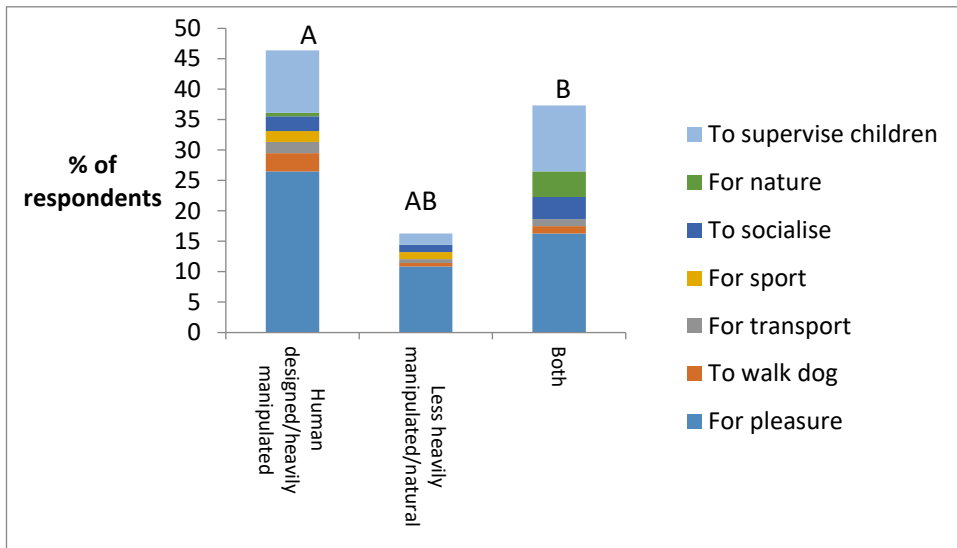 50
45
40
35
30
25
20
15
10
5
0
% of
respondents
A
AB
B
Human
designed/heavily
manipulated
Less heavily
manipulated/natural
Both
To supervise children
For nature
To socialise
For sport
For transport
To walk dog
For pleasure